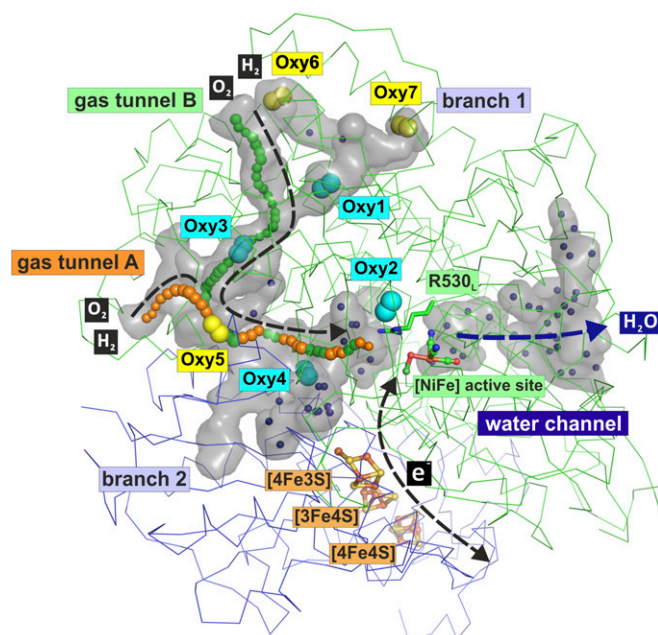 H₂
Oxy6
O₂
gas tunnel B
Oxy7
branch 1
Oxy1
Oxy3
gas tunnel A
Oxy2
R530L
O₂
H₂
H₂O
Oxy5
Oxy4
[NiFe] active site
water channel
branch 2
[4Fe3S]
e⁻
[3Fe4S]
[4Fe4S]